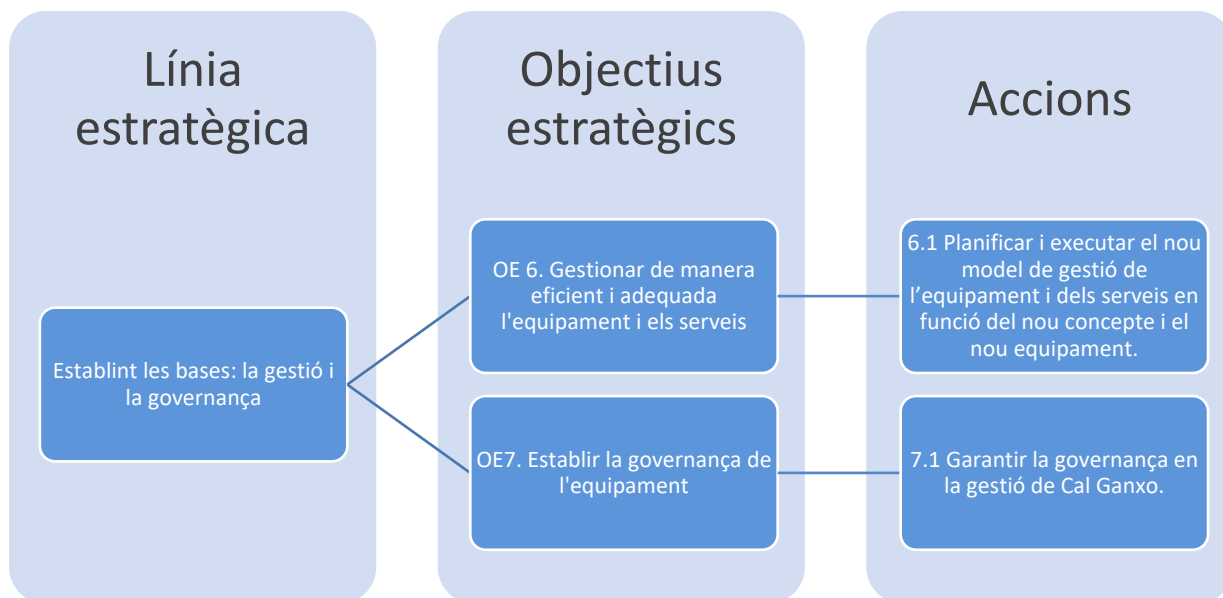 Línia
estratègica
Objectius
estratègics
Accions
Establint les bases: la gestió i
la governança
OE 6. Gestionar de manera
eficient i adequada
l'equipament i els serveis
6.1 Planificar i executar el nou
model de gestió de
l’equipament i dels serveis en
funció del nou concepte i el
nou equipament.
OE7. Establir la governança de
l'equipament
7.1 Garantir la governança en
la gestió de Cal Ganxo.